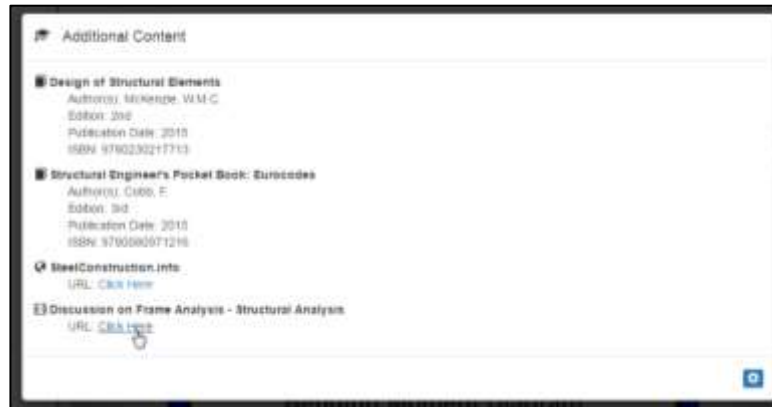 Additional Content
Design of Structural Elements
Author(s): McKenzie, W.M.C
Edition: 2nd
Publication Date: 2015
ISBN: 9780230217713
Structural Engineer's Pocket Book: Eurocodes
Author(s): Cobb, F.
Edition: 3rd
Publication Date: 2015
ISBN: 9780080971216
SteelConstruction.info
URL: Click Here
Discussion on Frame Analysis - Structural Analysis
URL: Click Here